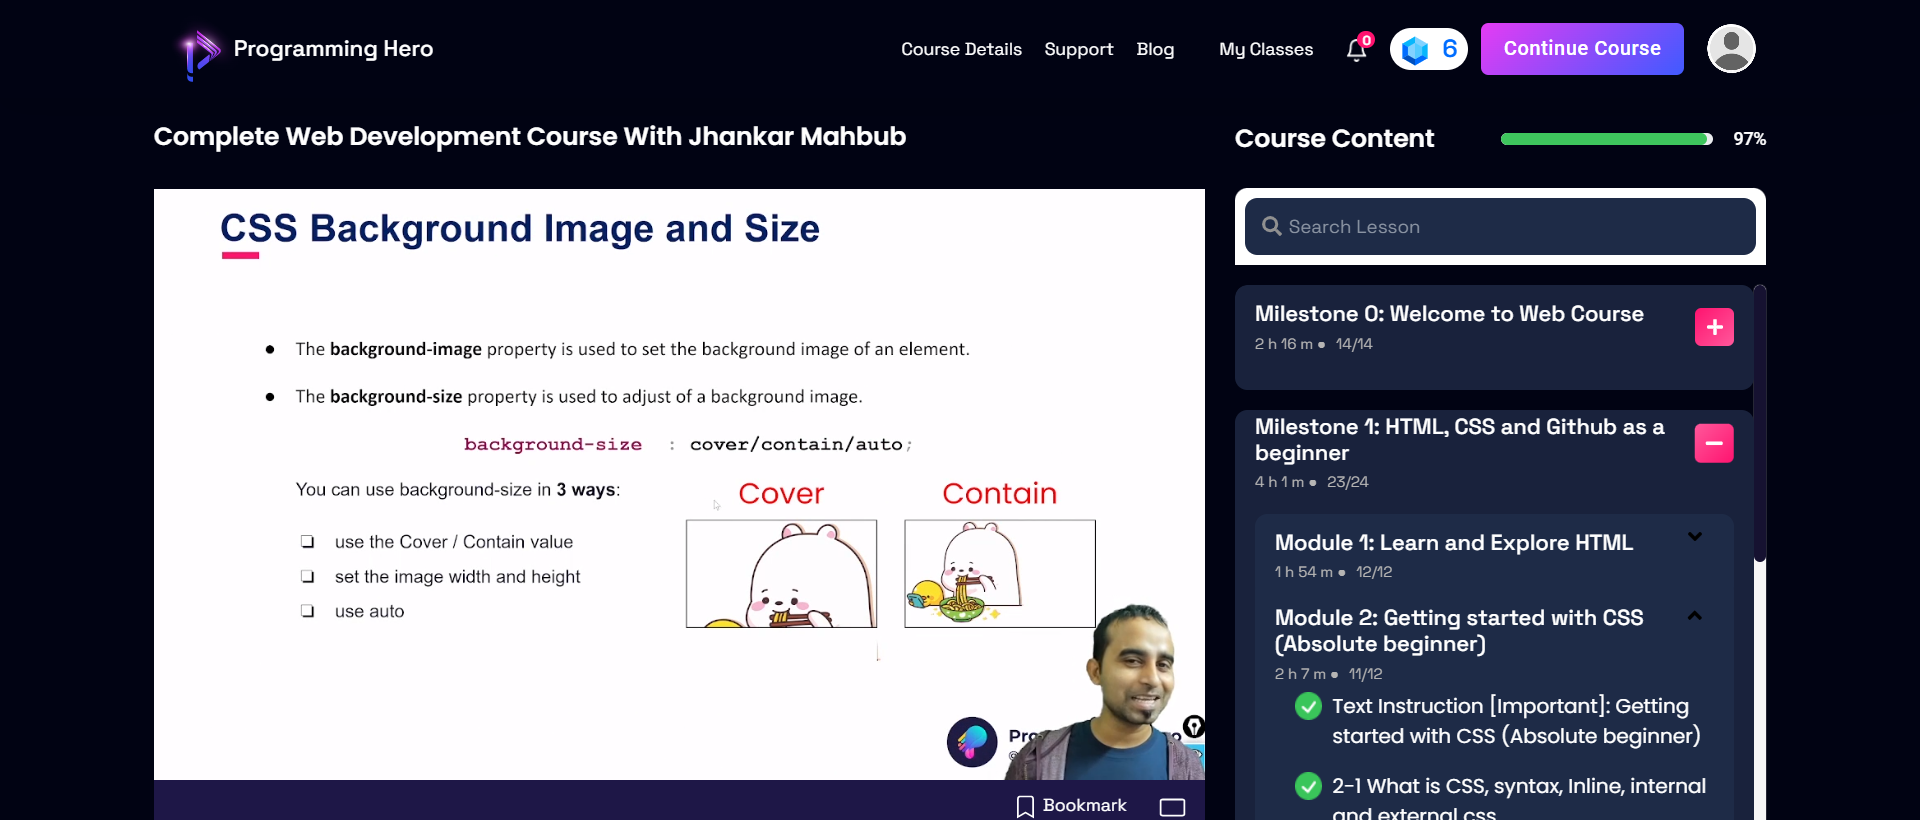 Programming Hero
Course Details Support Blog My Classes 0 6 Continue Course
Complete Web Development Course With Jhankar Mahbub
CSS Background Image and Size
● The background-image property is used to set the background image of an element.
● The background-size property is used to adjust of a background image.
background-size : cover/contain/auto;
You can use background-size in 3 ways:
❑ use the Cover / Contain value
❑ set the image width and height
❑ use auto
Cover Contain
Bookmark
Course Content 97%
Search Lesson
Milestone 0: Welcome to Web Course
2 h 16 m ● 14/14
Milestone 1: HTML, CSS and Github as a
beginner
4 h 1 m ● 23/24
Module 1: Learn and Explore HTML
1 h 54 m ● 12/12
Module 2: Getting started with CSS
(Absolute beginner)
2 h 7 m ● 11/12
Text Instruction [Important]: Getting
started with CSS (Absolute beginner)
2-1 What is CSS, syntax, Inline, internal
and external css